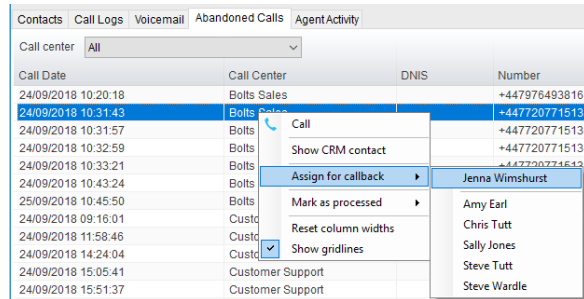 Contacts Call Logs Voicemail Abandoned Calls Agent Activity
Call center All
Call Date Call Center DNIS Number
24/09/2018 10:20:18 Bolts Sales +447976493816
24/09/2018 10:31:43 Bolts Sales +447720771513
24/09/2018 10:31:57 Bolts Call +447720771513
24/09/2018 10:32:59 Bolts Show CRM contact +447720771513
24/09/2018 10:33:21 Bolts +447720771513
24/09/2018 10:43:24 Bolts Assign for callback Jenna Wimshurst
25/09/2018 10:45:50 Bolts Mark as processed Amy Earl
24/09/2018 09:16:01 Custo Reset column widths Chris Tutt
24/09/2018 11:58:46 Custo Show gridlines Sally Jones
24/09/2018 14:24:04 Custo
24/09/2018 15:05:41 Customer Support Steve Tutt
24/09/2018 15:51:37 Customer Support Steve Wardle